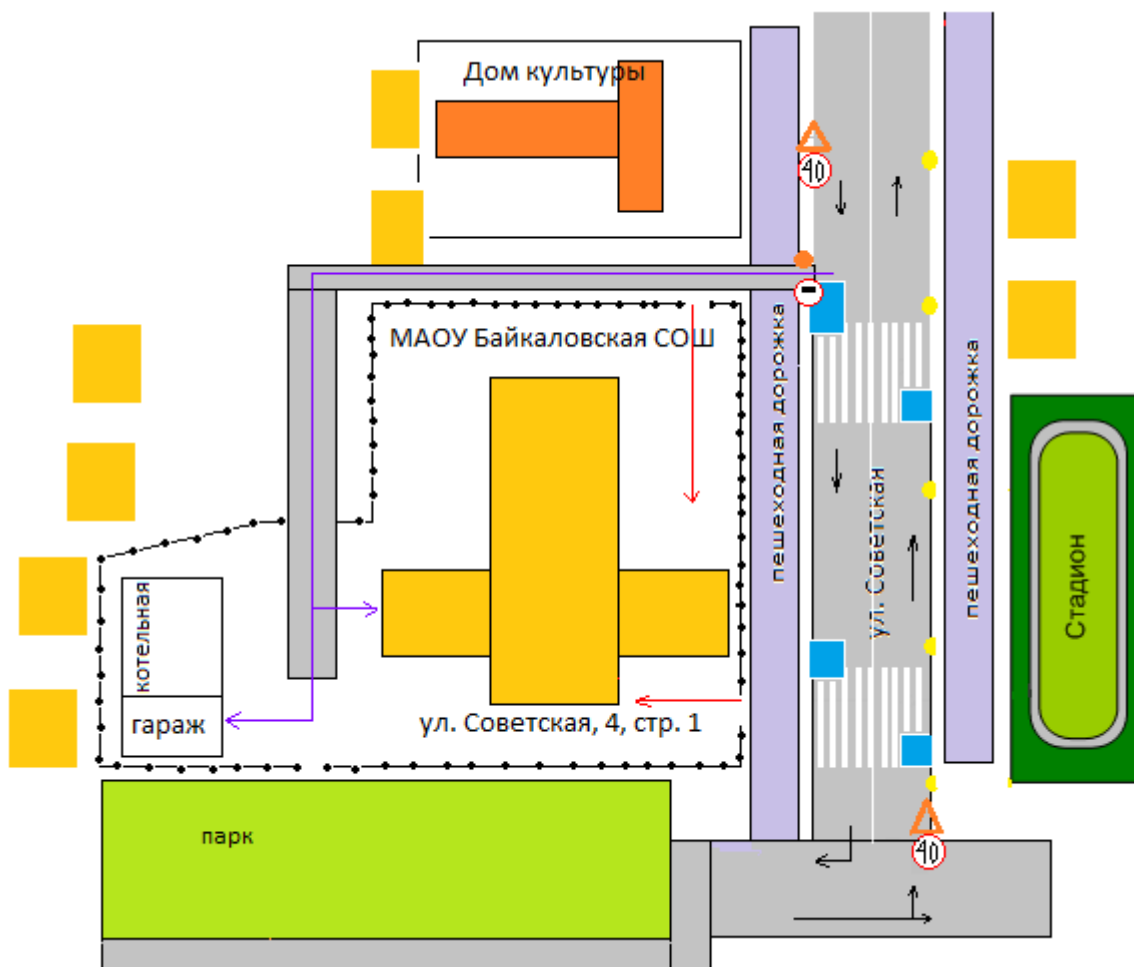 Дом культуры
40
МАОУ Байкаловская СОШ
пешеходная дорожка
ул. Советская
пешеходная дорожка
Стадион
котельная
гараж
ул. Советская, 4, стр. 1
парк
40